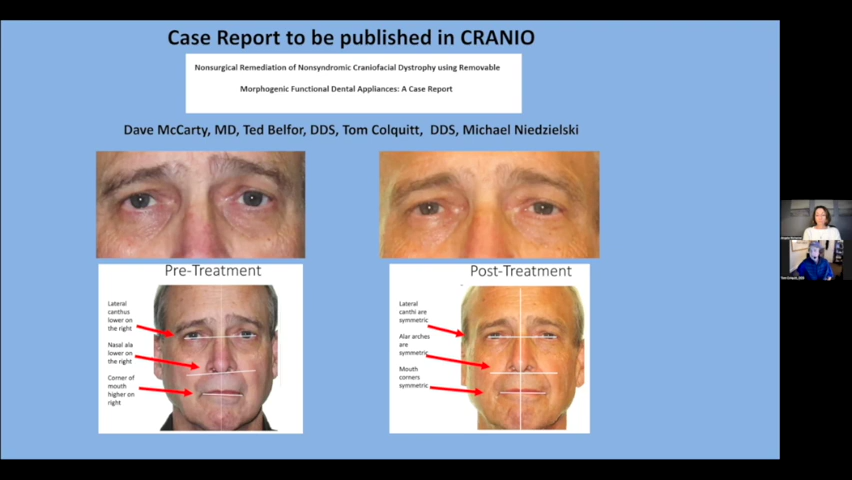 Case Report to be published in CRANIO
Nonsurgical Remediation of Nonsyndromic Craniofacial Dystrophy using Removable
Morphogenic Functional Dental Appliances: A Case Report
Dave McCarty, MD, Ted Belfor, DDS, Tom Colquitt, DDS, Michael Niedzielski
Pre-Treatment
Lateral
canthus
lower on
the right
Nasal ala
lower on
the right
Corner of
mouth
higher on
right
Post-Treatment
Lateral
canthi are
symmetric
Alar arches
are
symmetric
Mouth
corners
symmetric